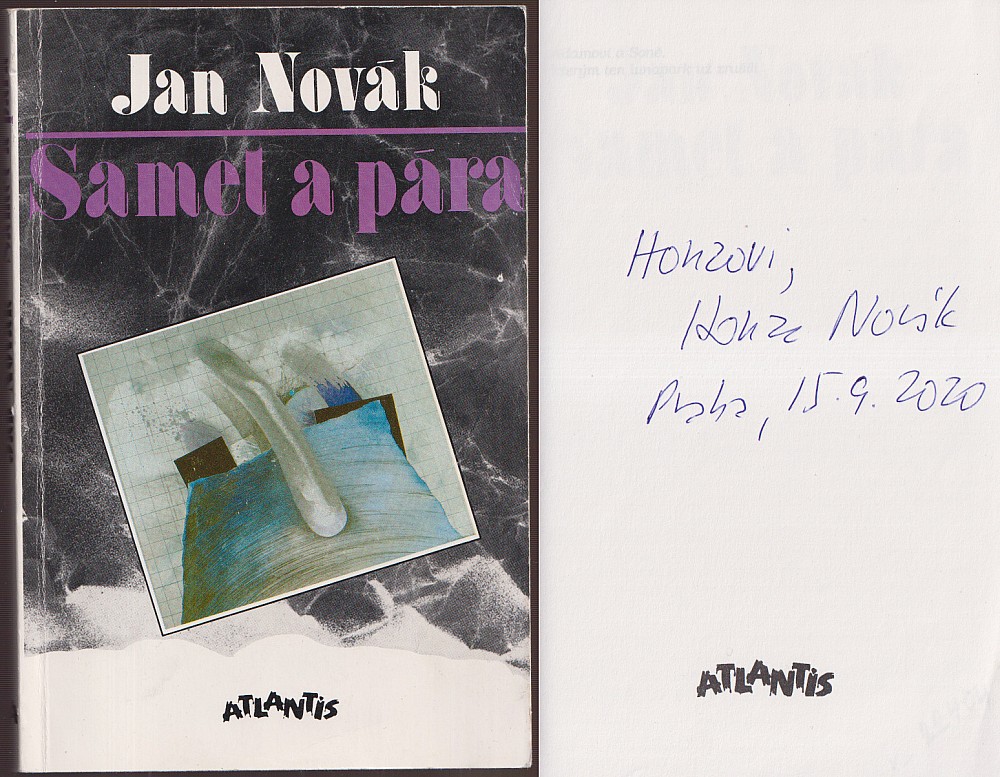 Jan Novák
Samet a pára
ATLANTIS
Honzovi,
Honza Novák
Praha, 15.9.2020
ATLANTIS